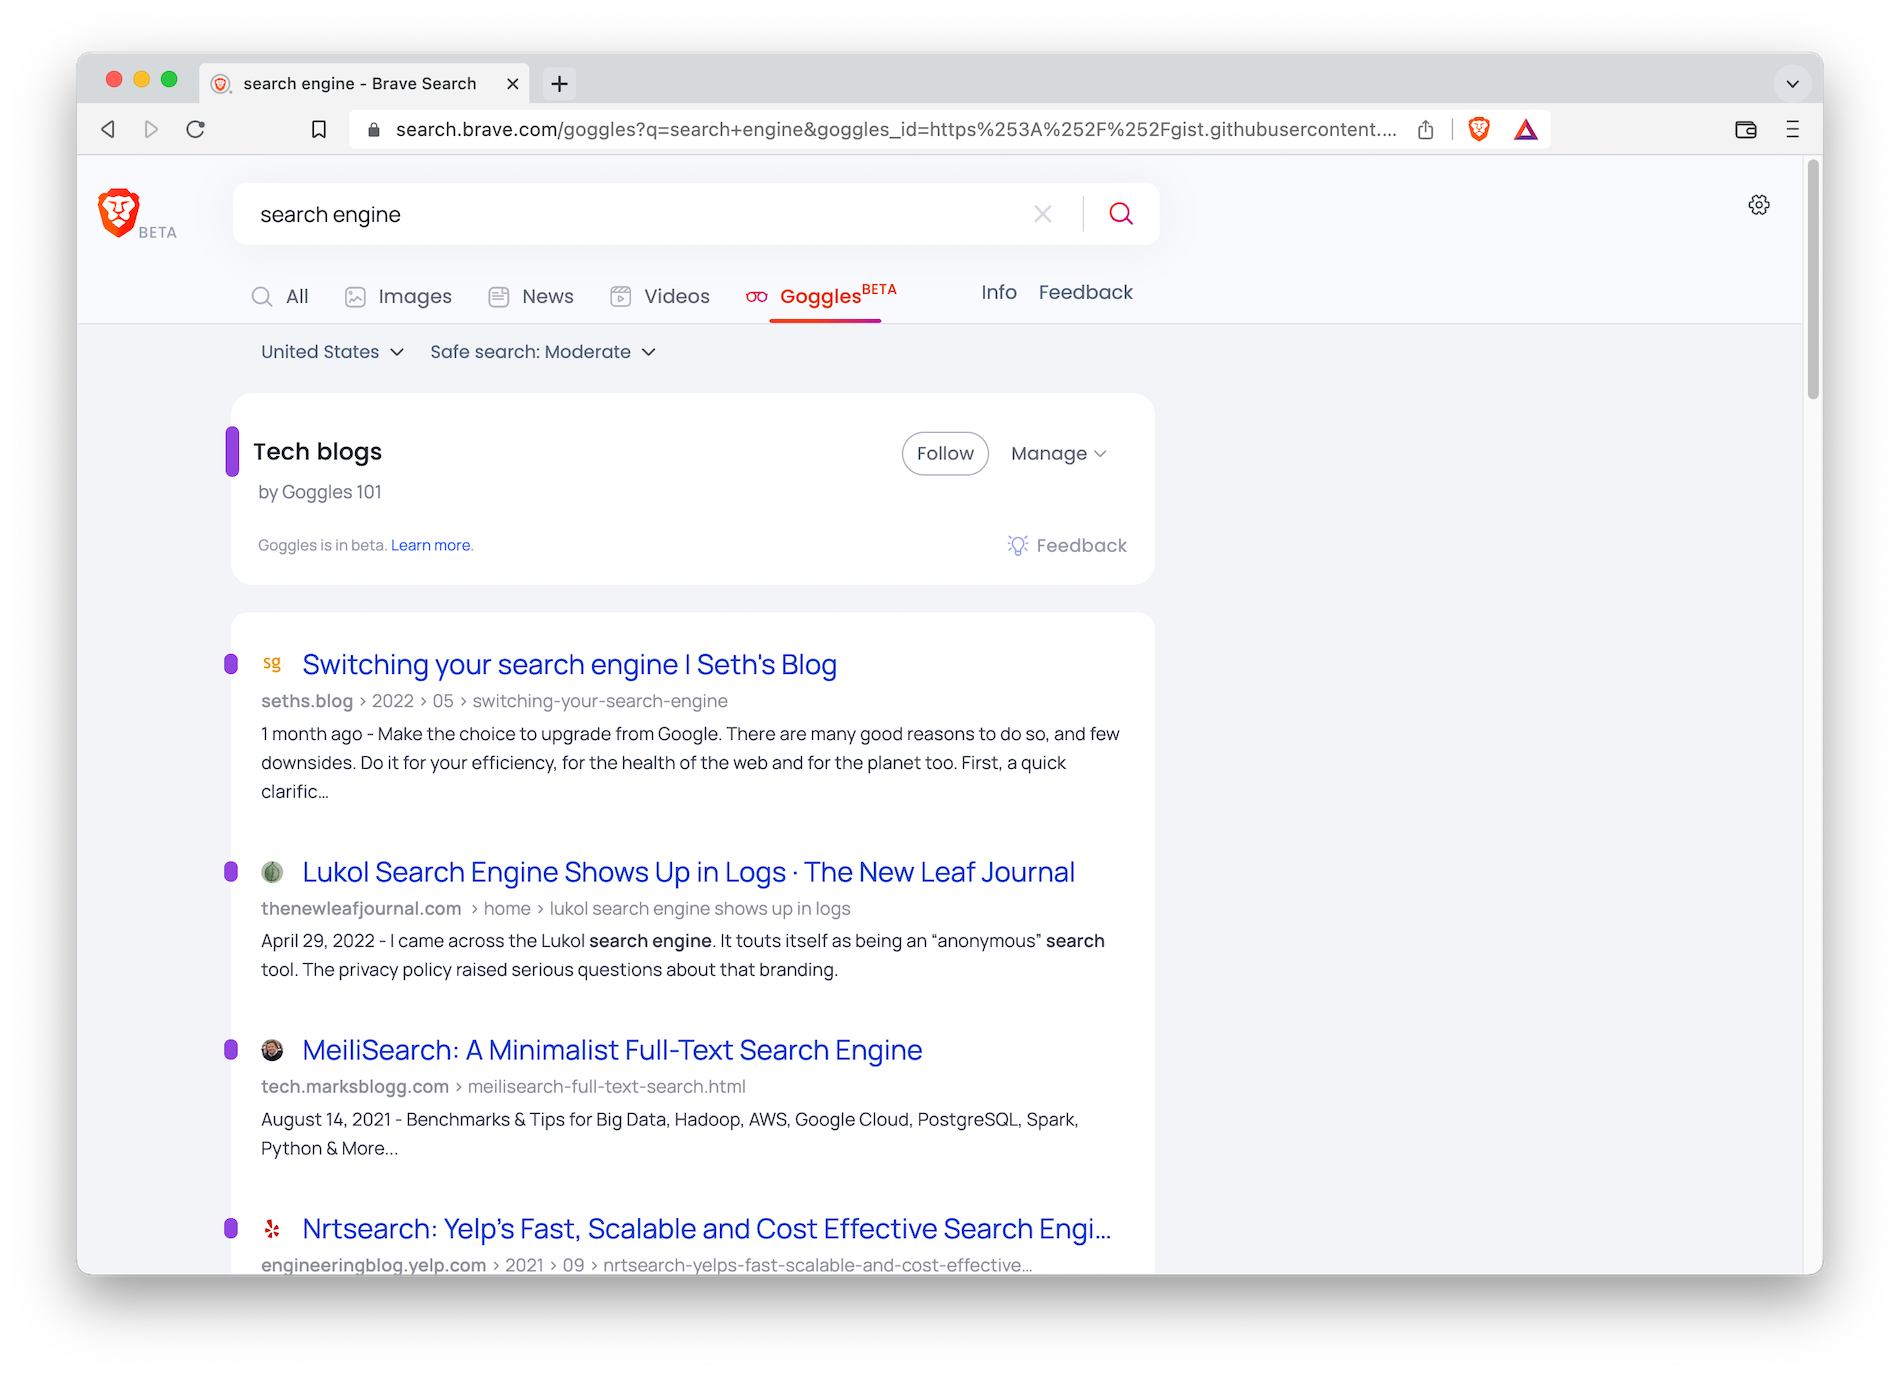 search engine - Brave Search
search.brave.com/goggles?q=search+engine&goggles_id=https%253A%252F%252Fgist.githubusercontent....
BETA
search engine
All Images News Videos Goggles BETA Info Feedback
United States Safe search: Moderate
Tech blogs
Follow Manage
by Goggles 101
Goggles is in beta. Learn more.
Feedback
sg Switching your search engine | Seth's Blog
seths.blog › 2022 › 05 › switching-your-search-engine
1 month ago - Make the choice to upgrade from Google. There are many good reasons to do so, and few
downsides. Do it for your efficiency, for the health of the web and for the planet too. First, a quick
clarific...
Lukol Search Engine Shows Up in Logs · The New Leaf Journal
thenewleafjournal.com › home › lukol search engine shows up in logs
April 29, 2022 - I came across the Lukol search engine. It touts itself as being an “anonymous” search
tool. The privacy policy raised serious questions about that branding.
MeiliSearch: A Minimalist Full-Text Search Engine
tech.marksblogg.com › meilisearch-full-text-search.html
August 14, 2021 - Benchmarks & Tips for Big Data, Hadoop, AWS, Google Cloud, PostgreSQL, Spark,
Python & More...
Nrtsearch: Yelp’s Fast, Scalable and Cost Effective Search Engi...
engineeringblog.yelp.com › 2021 › 09 › nrtsearch-yelps-fast-scalable-and-cost-effective...